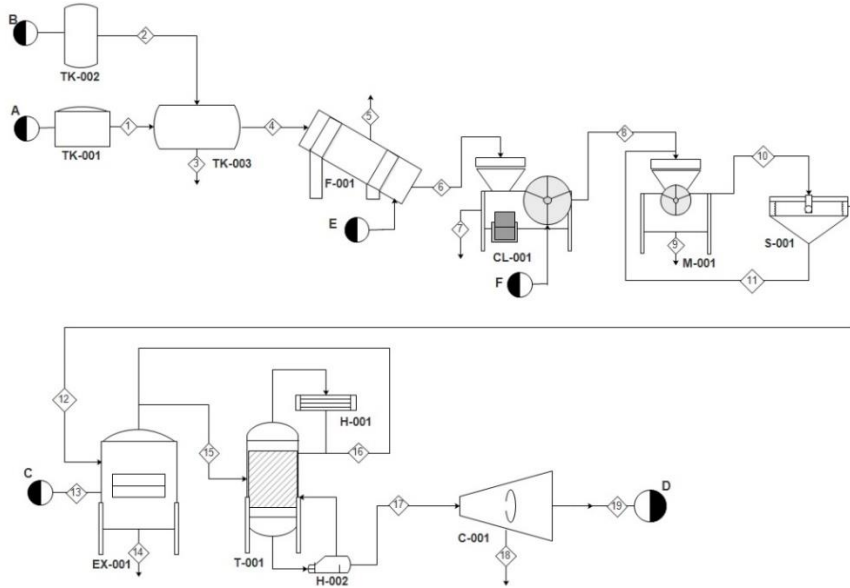 B
2
TK-002
A
1
TK-001
3
TK-003
4
5
F-001
E
6
7
CL-001
F
8
9
M-001
10
S-001
11
12
C
13
14
EX-001
15
16
H-001
T-001
H-002
17
C-001
18
19
D